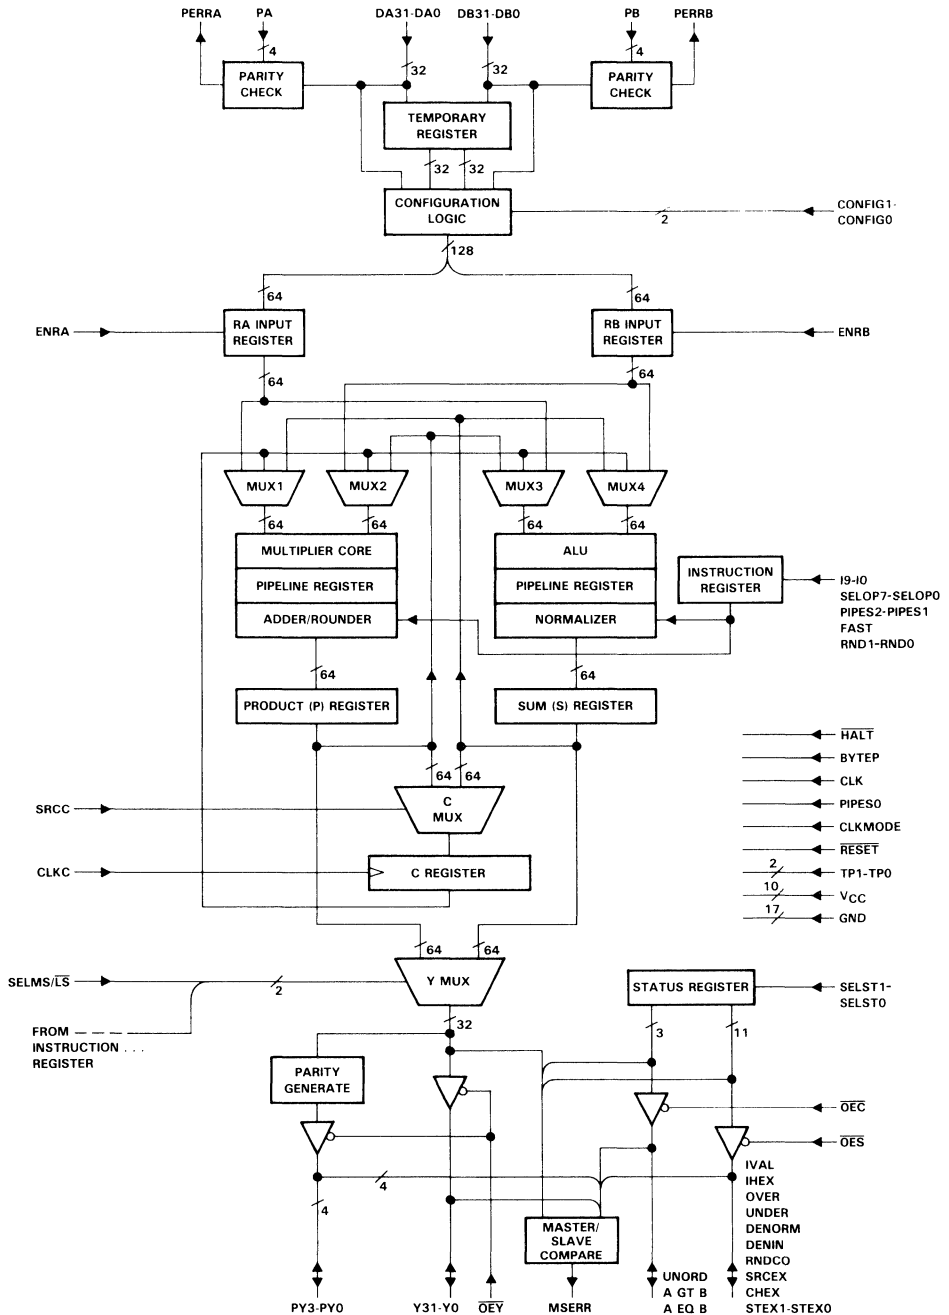 PERRA PA DA31-DA0 DB31-DB0 PB PERRB
4 32 32 4
PARITY
CHECK
PARITY
CHECK
TEMPORARY
REGISTER
32 32
CONFIGURATION
LOGIC
2
CONFIG1-
CONFIG0
128
64 64
ENRA
RA INPUT
REGISTER
RB INPUT
REGISTER
ENRB
64 64
MUX1 MUX2 MUX3 MUX4
64 64 64 64
MULTIPLIER CORE
PIPELINE REGISTER
ADDER/ROUNDER
ALU
PIPELINE REGISTER
NORMALIZER
INSTRUCTION
REGISTER
I9-I0
SELOP7-SELOP0
PIPES2-PIPES1
FAST
RND1-RND0
64 64
PRODUCT (P) REGISTER SUM (S) REGISTER
HALT
BYTEP
CLK
PIPES0
CLKMODE
RESET
2 TP1-TP0
10 VCC
17 GND
64 64
SRCC
C
MUX
CLKC C REGISTER
64 64
SELMS/LS 2 Y MUX
STATUS REGISTER
SELST1-
SELST0
FROM
INSTRUCTION . . .
REGISTER
32 3 11
PARITY
GENERATE
OEC
OES
4
4
MASTER/
SLAVE
COMPARE
IVAL
IHEX
OVER
UNDER
DENORM
DENIN
RNDCO
SRCEX
CHEX
STEX1-STEX0
UNORD
A GT B
A EQ B
PY3-PY0 Y31-Y0 OEY MSERR